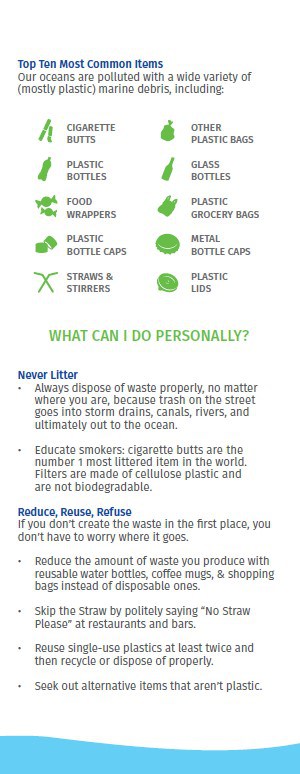 Top Ten Most Common Items
Our oceans are polluted with a wide variety of
(mostly plastic) marine debris, including:
CIGARETTE
BUTTS
OTHER
PLASTIC BAGS
PLASTIC
BOTTLES
GLASS
BOTTLES
FOOD
WRAPPERS
PLASTIC
GROCERY BAGS
PLASTIC
BOTTLE CAPS
METAL
BOTTLE CAPS
STRAWS &
STIRRERS
PLASTIC
LIDS
WHAT CAN I DO PERSONALLY?
Never Litter
• Always dispose of waste properly, no matter
where you are, because trash on the street
goes into storm drains, canals, rivers, and
ultimately out to the ocean.
• Educate smokers: cigarette butts are the
number 1 most littered item in the world.
Filters are made of cellulose plastic and
are not biodegradable.
Reduce, Reuse, Refuse
If you don't create the waste in the first place, you
don't have to worry where it goes.
• Reduce the amount of waste you produce with
reusable water bottles, coffee mugs, & shopping
bags instead of disposable ones.
• Skip the Straw by politely saying “No Straw
Please” at restaurants and bars.
• Reuse single-use plastics at least twice and
then recycle or dispose of properly.
• Seek out alternative items that aren't plastic.